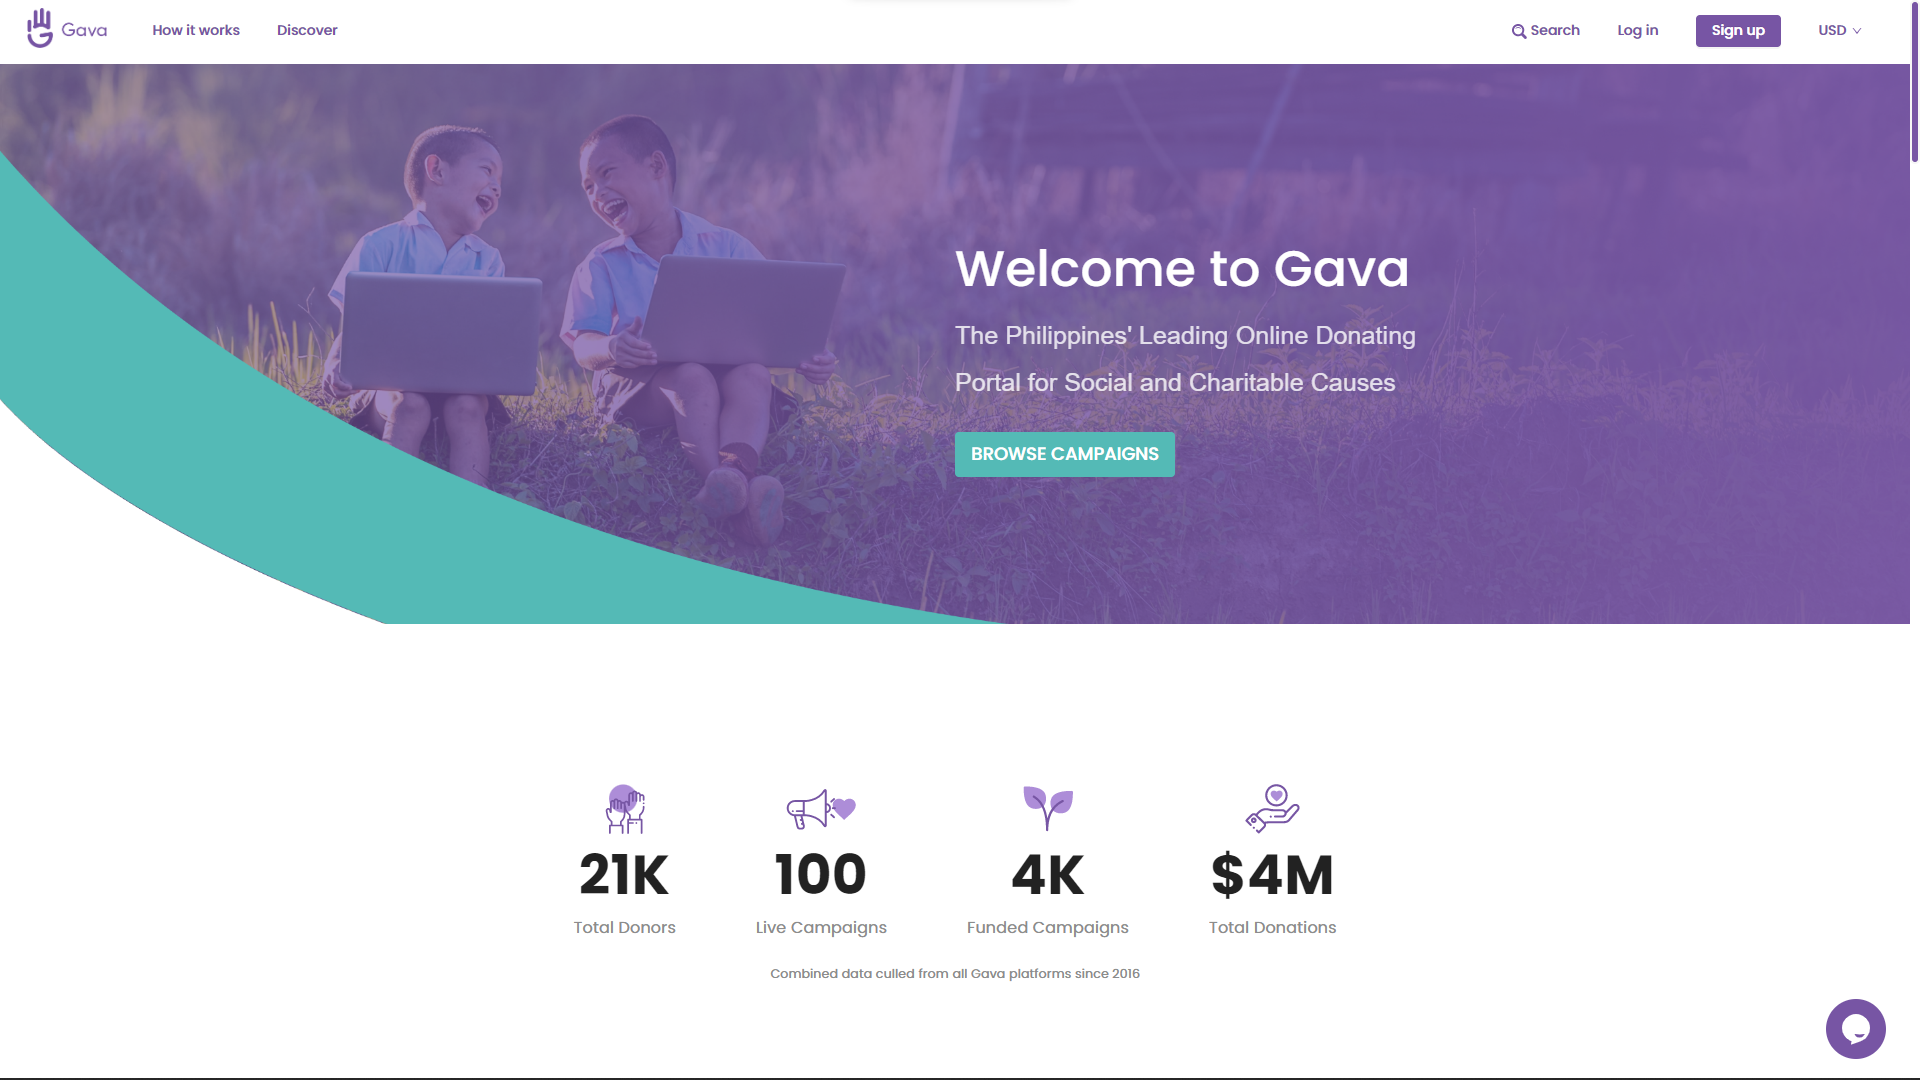 Gava
How it works
Discover
Search
Log in
Sign up
USD
Welcome to Gava
The Philippines' Leading Online Donating
Portal for Social and Charitable Causes
BROWSE CAMPAIGNS
21K
Total Donors
100
Live Campaigns
4K
Funded Campaigns
$4M
Total Donations
Combined data culled from all Gava platforms since 2016